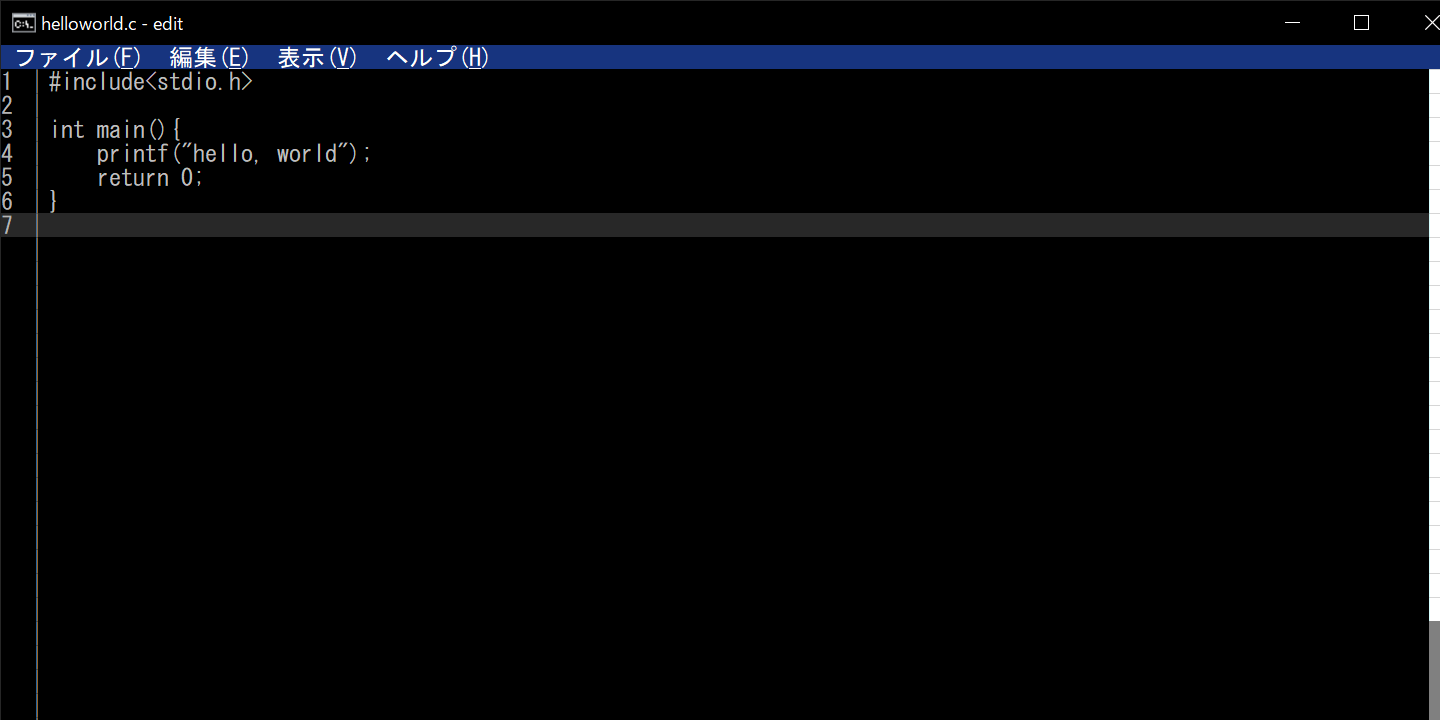 helloworld.c - edit
ファイル(F) 編集(E) 表示(V) ヘルプ(H)
1 #include<stdio.h>
2
3 int main(){
4     printf("hello, world");
5     return 0;
6 }
7